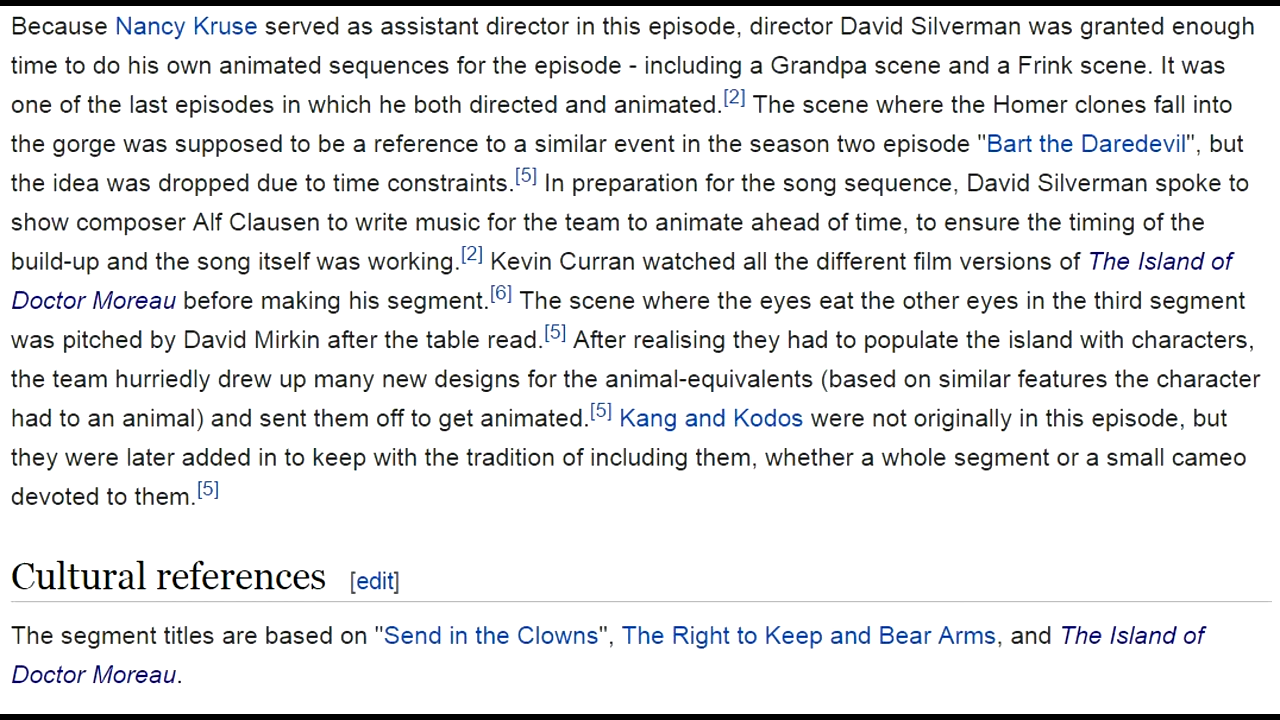 Because Nancy Kruse served as assistant director in this episode, director David Silverman was granted enough
time to do his own animated sequences for the episode - including a Grandpa scene and a Frink scene. It was
one of the last episodes in which he both directed and animated.[2] The scene where the Homer clones fall into
the gorge was supposed to be a reference to a similar event in the season two episode "Bart the Daredevil", but
the idea was dropped due to time constraints.[5] In preparation for the song sequence, David Silverman spoke to
show composer Alf Clausen to write music for the team to animate ahead of time, to ensure the timing of the
build-up and the song itself was working.[2] Kevin Curran watched all the different film versions of The Island of
Doctor Moreau before making his segment.[6] The scene where the eyes eat the other eyes in the third segment
was pitched by David Mirkin after the table read.[5] After realising they had to populate the island with characters,
the team hurriedly drew up many new designs for the animal-equivalents (based on similar features the character
had to an animal) and sent them off to get animated.[5] Kang and Kodos were not originally in this episode, but
they were later added in to keep with the tradition of including them, whether a whole segment or a small cameo
devoted to them.[5]
Cultural references [edit]
The segment titles are based on "Send in the Clowns", The Right to Keep and Bear Arms, and The Island of
Doctor Moreau.